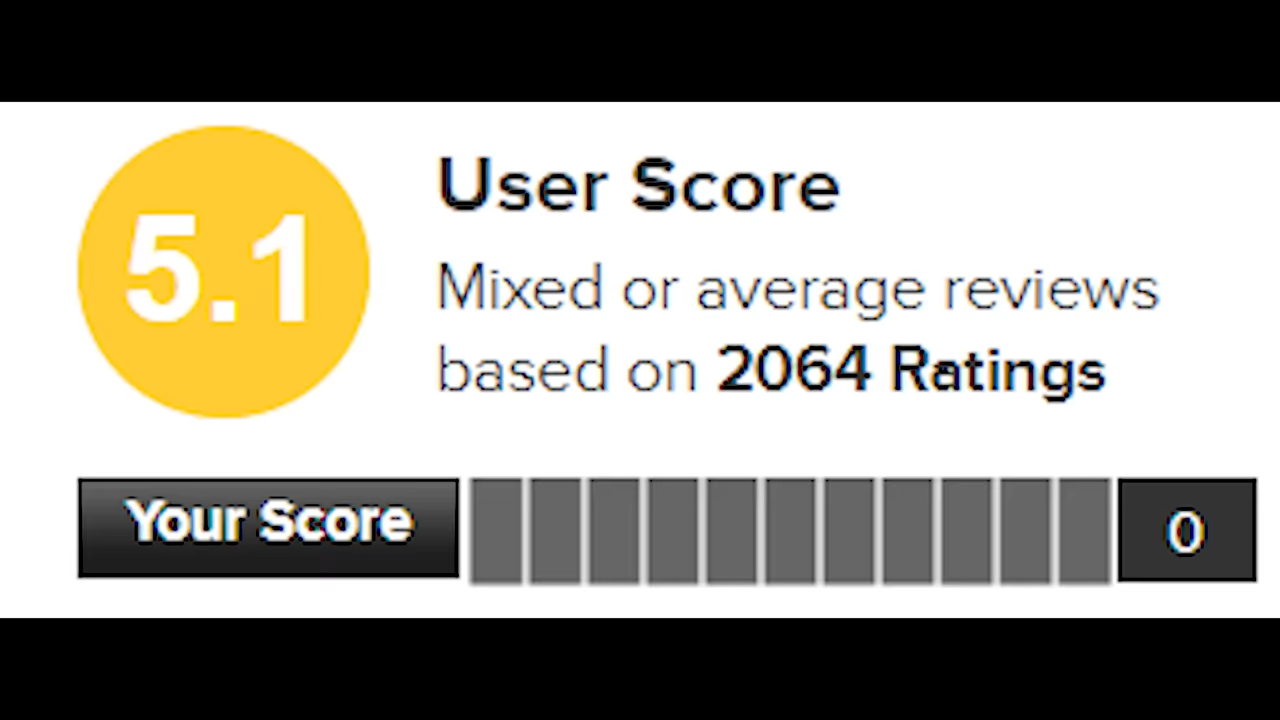 5.1
User Score
Mixed or average reviews
based on 2064 Ratings
Your Score
0